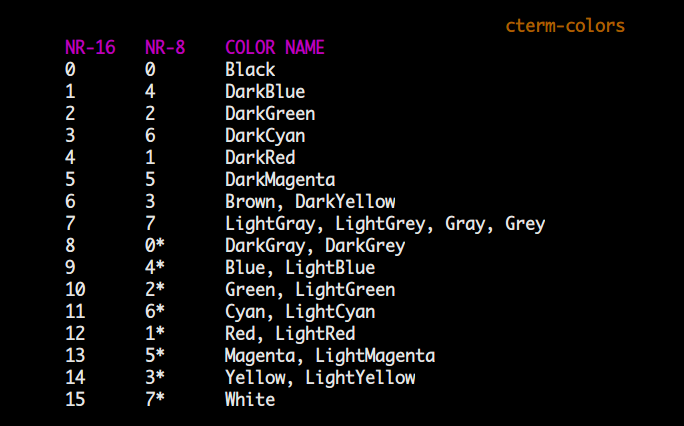 cterm-colors
NR-16 NR-8 COLOR NAME
0 0 Black
1 4 DarkBlue
2 2 DarkGreen
3 6 DarkCyan
4 1 DarkRed
5 5 DarkMagenta
6 3 Brown, DarkYellow
7 7 LightGray, LightGrey, Gray, Grey
8 0* DarkGray, DarkGrey
9 4* Blue, LightBlue
10 2* Green, LightGreen
11 6* Cyan, LightCyan
12 1* Red, LightRed
13 5* Magenta, LightMagenta
14 3* Yellow, LightYellow
15 7* White